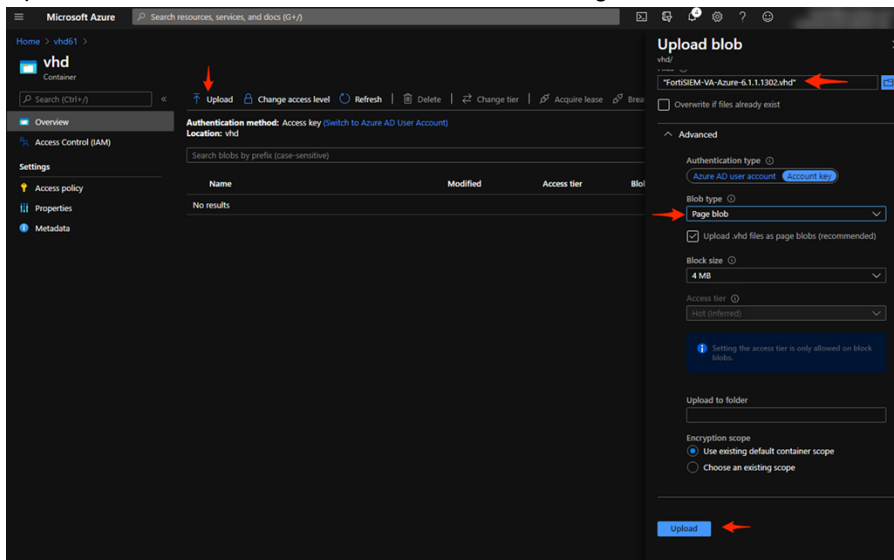 Microsoft Azure
Search resources, services, and docs (G+/)
Home > vhd61 >
vhd
Container
Search (Ctrl+/)
Overview
Access Control (IAM)
Settings
Access policy
Properties
Metadata
Upload Change access level Refresh Delete Change tier Acquire lease Brea
Authentication method: Access key (Switch to Azure AD User Account)
Location: vhd
Search blobs by prefix (case-sensitive)
Name Modified Access tier Blol
No results
Upload blob
vhd/
"FortiSIEM-VA-Azure-6.1.1.1302.vhd"
Overwrite if files already exist
Advanced
Authentication type
Azure AD user account Account key
Blob type
Page blob
Upload .vhd files as page blobs (recommended)
Block size
4 MB
Access tier
Hot (Inferred)
Setting the access tier is only allowed on block
blobs.
Upload to folder
Encryption scope
Use existing default container scope
Choose an existing scope
Upload